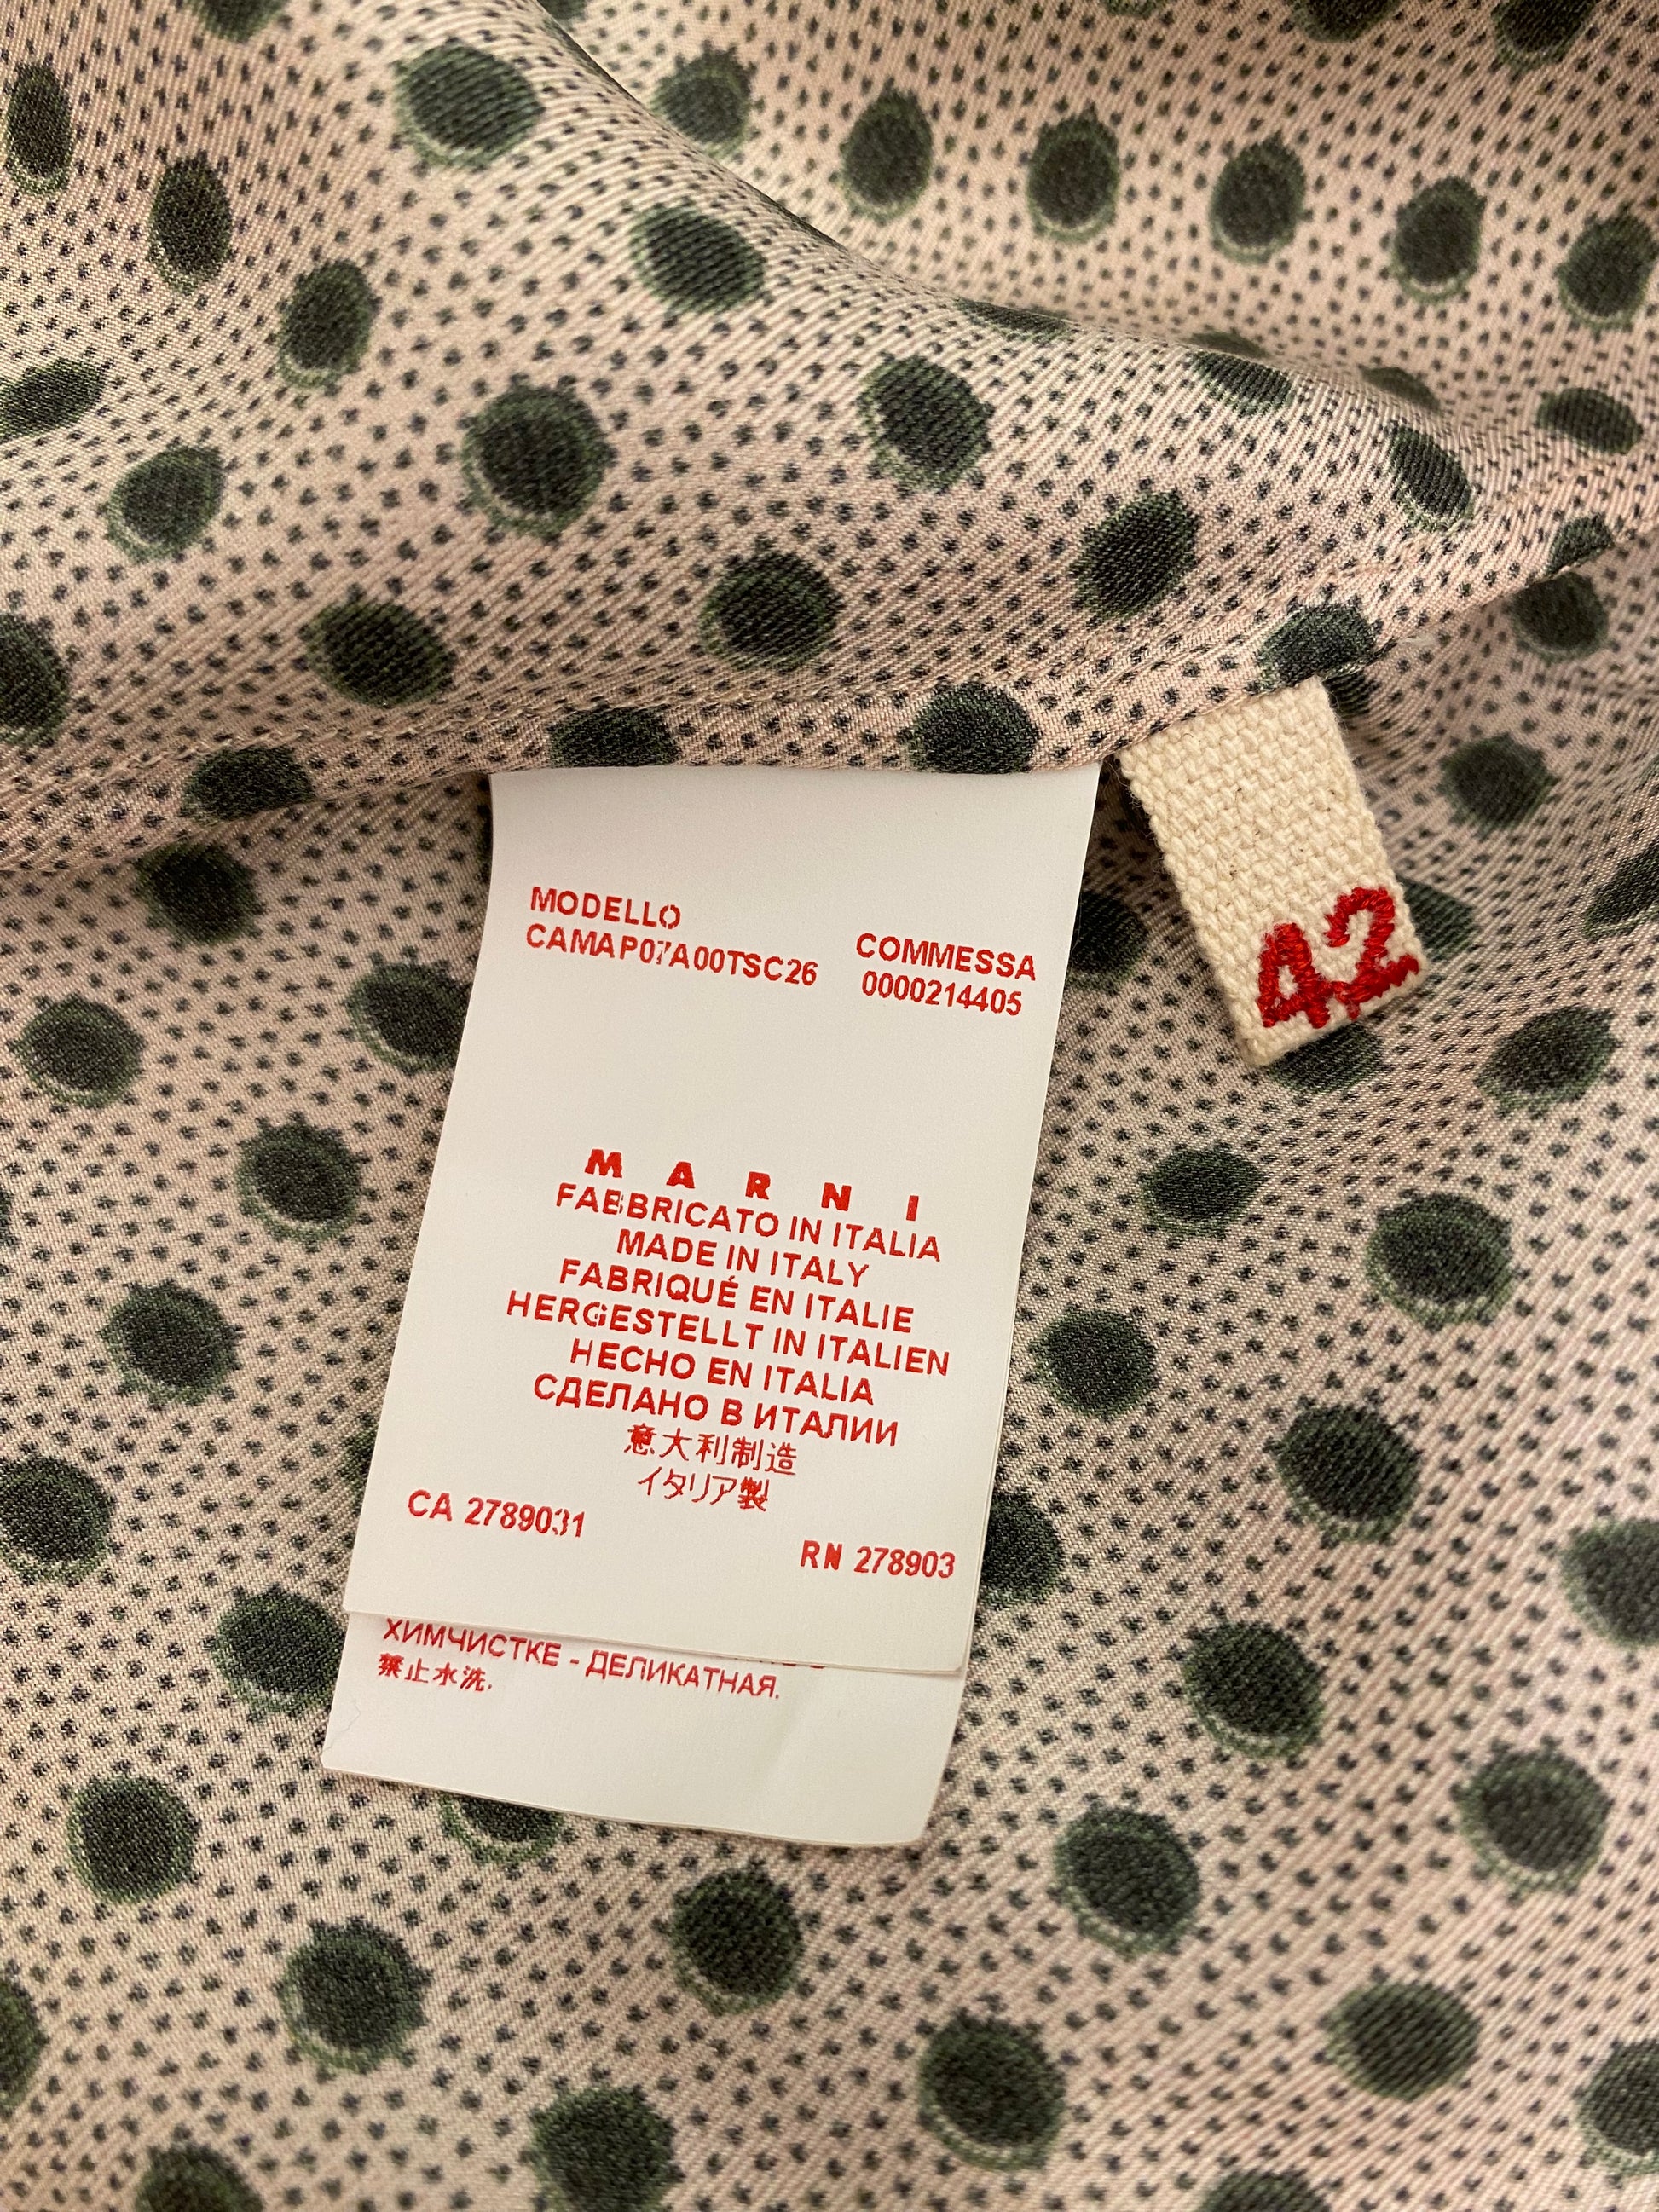 MODELLO
CAMAP07A00TSC26
COMMESSA
0000214405
42
M A R N I
FABBRICATO IN ITALIA
MADE IN ITALY
FABRIQUÉ EN ITALIE
HERGESTELLT IN ITALIEN
HECHO EN ITALIA
СДЕЛАНО В ИТАЛИИ
意大利制造
イタリア製
CA 2789031
RN 278903
ХИМЧИСТКЕ - ДЕЛИКАТНАЯ.
禁止水洗.